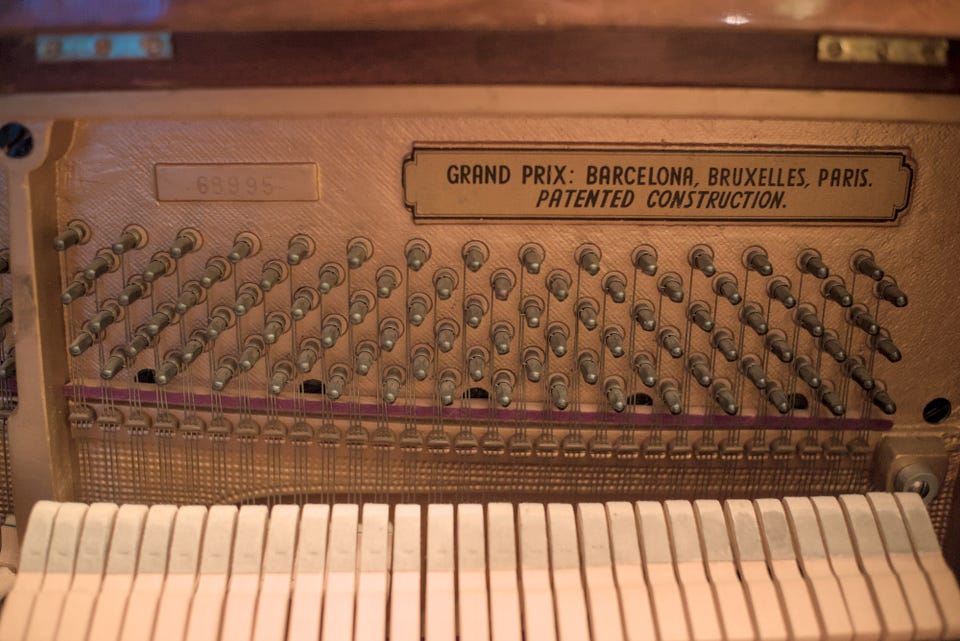 68995
GRAND PRIX: BARCELONA, BRUXELLES, PARIS.
PATENTED CONSTRUCTION.